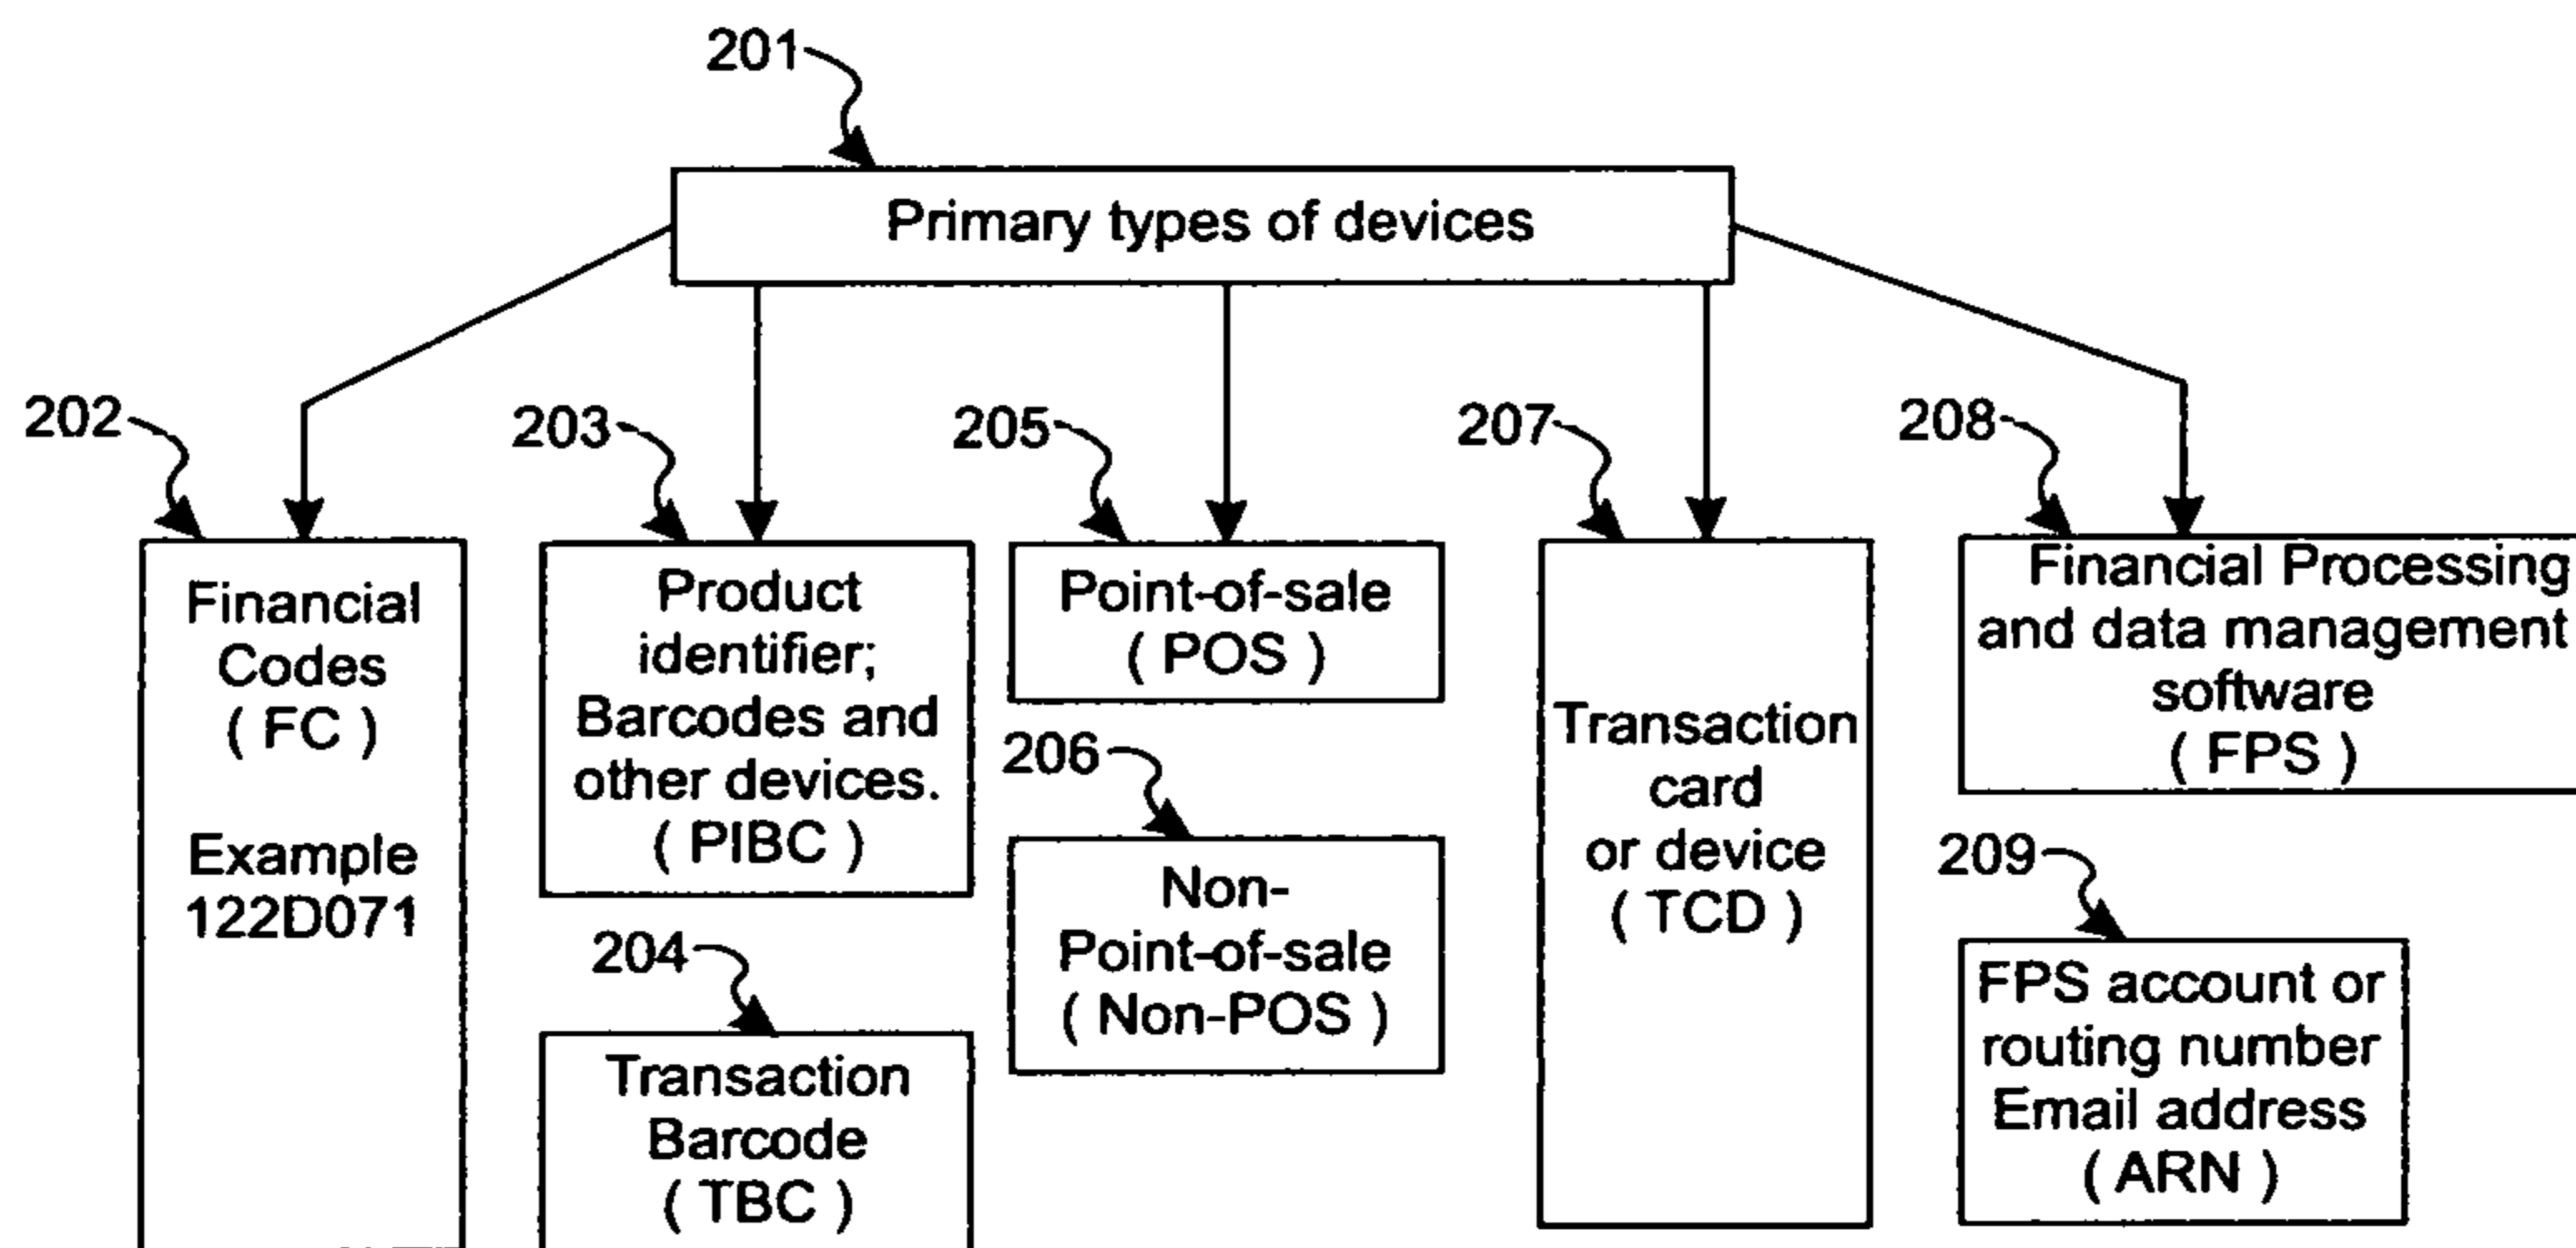 201
Primary types of devices
202
Financial
Codes
( FC )
Example
122D071
203
Product
identifier;
Barcodes and
other devices.
( PIBC )
204
Transaction
Barcode
( TBC )
205
Point-of-sale
( POS )
206
Non-
Point-of-sale
( Non-POS )
207
Transaction
card
or device
( TCD )
208
Financial Processing
and data management
software
( FPS )
209
FPS account or
routing number
Email address
( ARN )